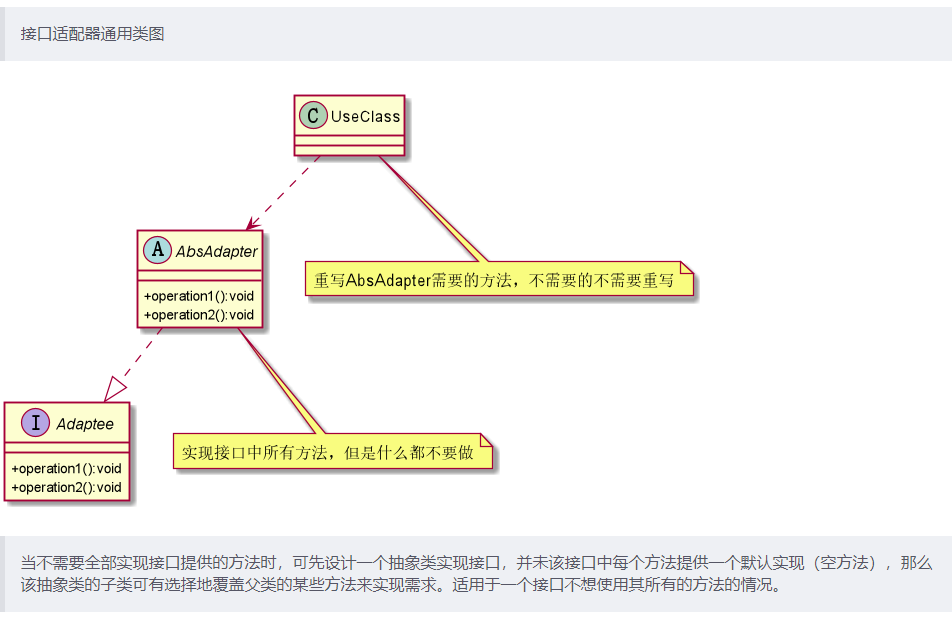 接口适配器通用类图
C UseClass
A AbsAdapter
+operation1():void
+operation2():void
重写AbsAdapter需要的方法，不需要的不需要重写
I Adaptee
+operation1():void
+operation2():void
实现接口中所有方法，但是什么都不要做
当不需要全部实现接口提供的方法时，可先设计一个抽象类实现接口，并未该接口中每个方法提供一个默认实现（空方法），那么
该抽象类的子类可有选择地覆盖父类的某些方法来实现需求。适用于一个接口不想使用其所有的方法的情况。